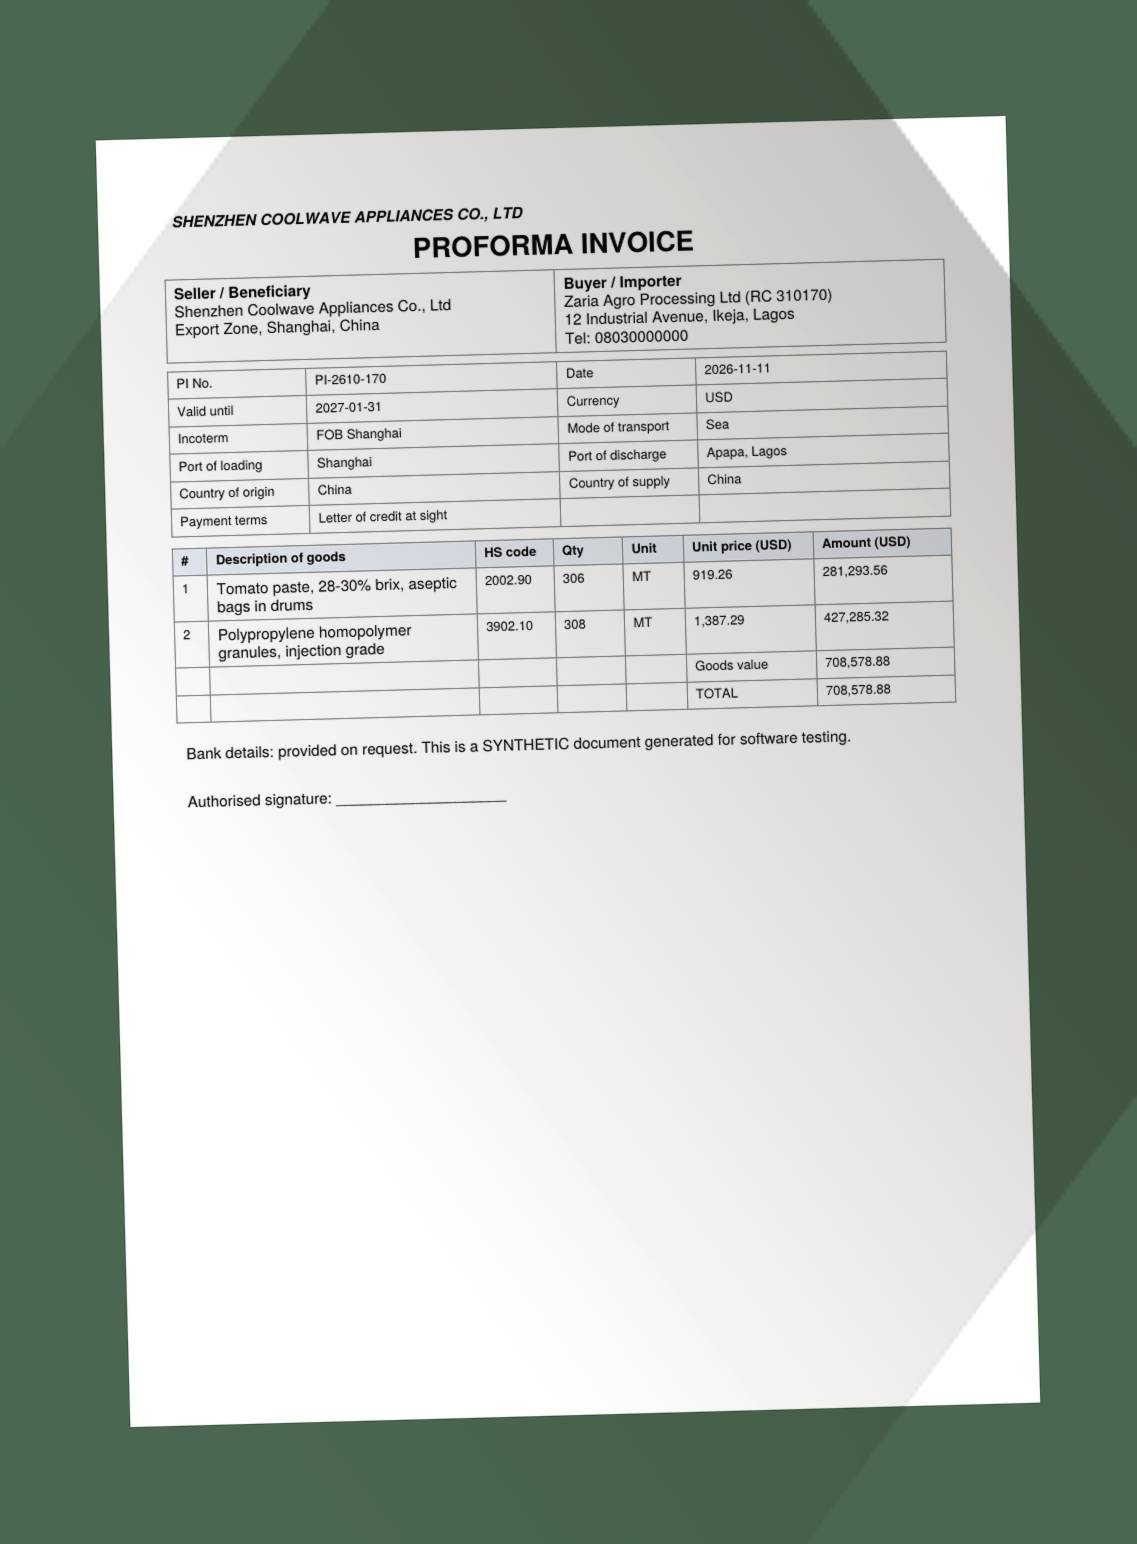 SHENZHEN COOLWAVE APPLIANCES CO., LTD
PROFORMA INVOICE
Seller / Beneficiary
Shenzhen Coolwave Appliances Co., Ltd
Export Zone, Shanghai, China
Buyer / Importer
Zaria Agro Processing Ltd (RC 310170)
12 Industrial Avenue, Ikeja, Lagos
Tel: 08030000000
PI No. PI-2610-170 Date 2026-11-11
Valid until 2027-01-31 Currency USD
Incoterm FOB Shanghai Mode of transport Sea
Port of loading Shanghai Port of discharge Apapa, Lagos
Country of origin China Country of supply China
Payment terms Letter of credit at sight
# Description of goods HS code Qty Unit Unit price (USD) Amount (USD)
1 Tomato paste, 28-30% brix, aseptic 2002.90 306 MT 919.26 281,293.56
bags in drums
2 Polypropylene homopolymer 3902.10 308 MT 1,387.29 427,285.32
granules, injection grade
Goods value 708,578.88
TOTAL 708,578.88
Bank details: provided on request. This is a SYNTHETIC document generated for software testing.
Authorised signature: ____________________